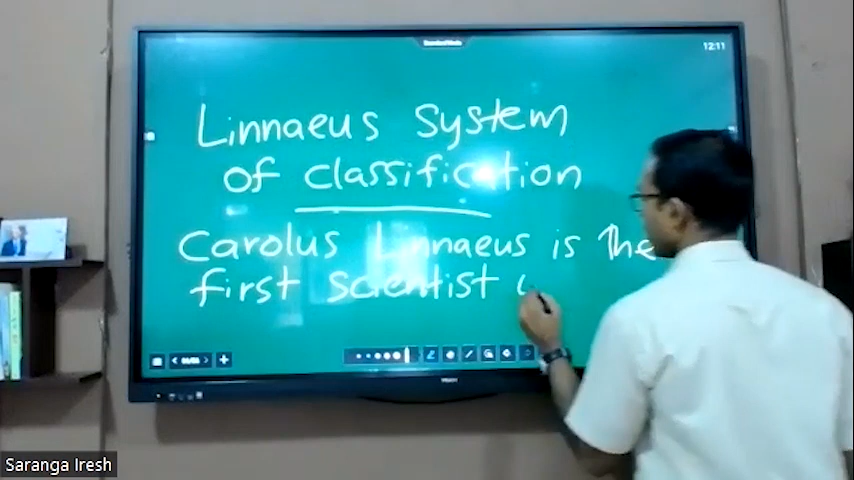 12:11
Linnaeus System
of classification
Carolus Linnaeus is the
first scientist
Saranga Iresh